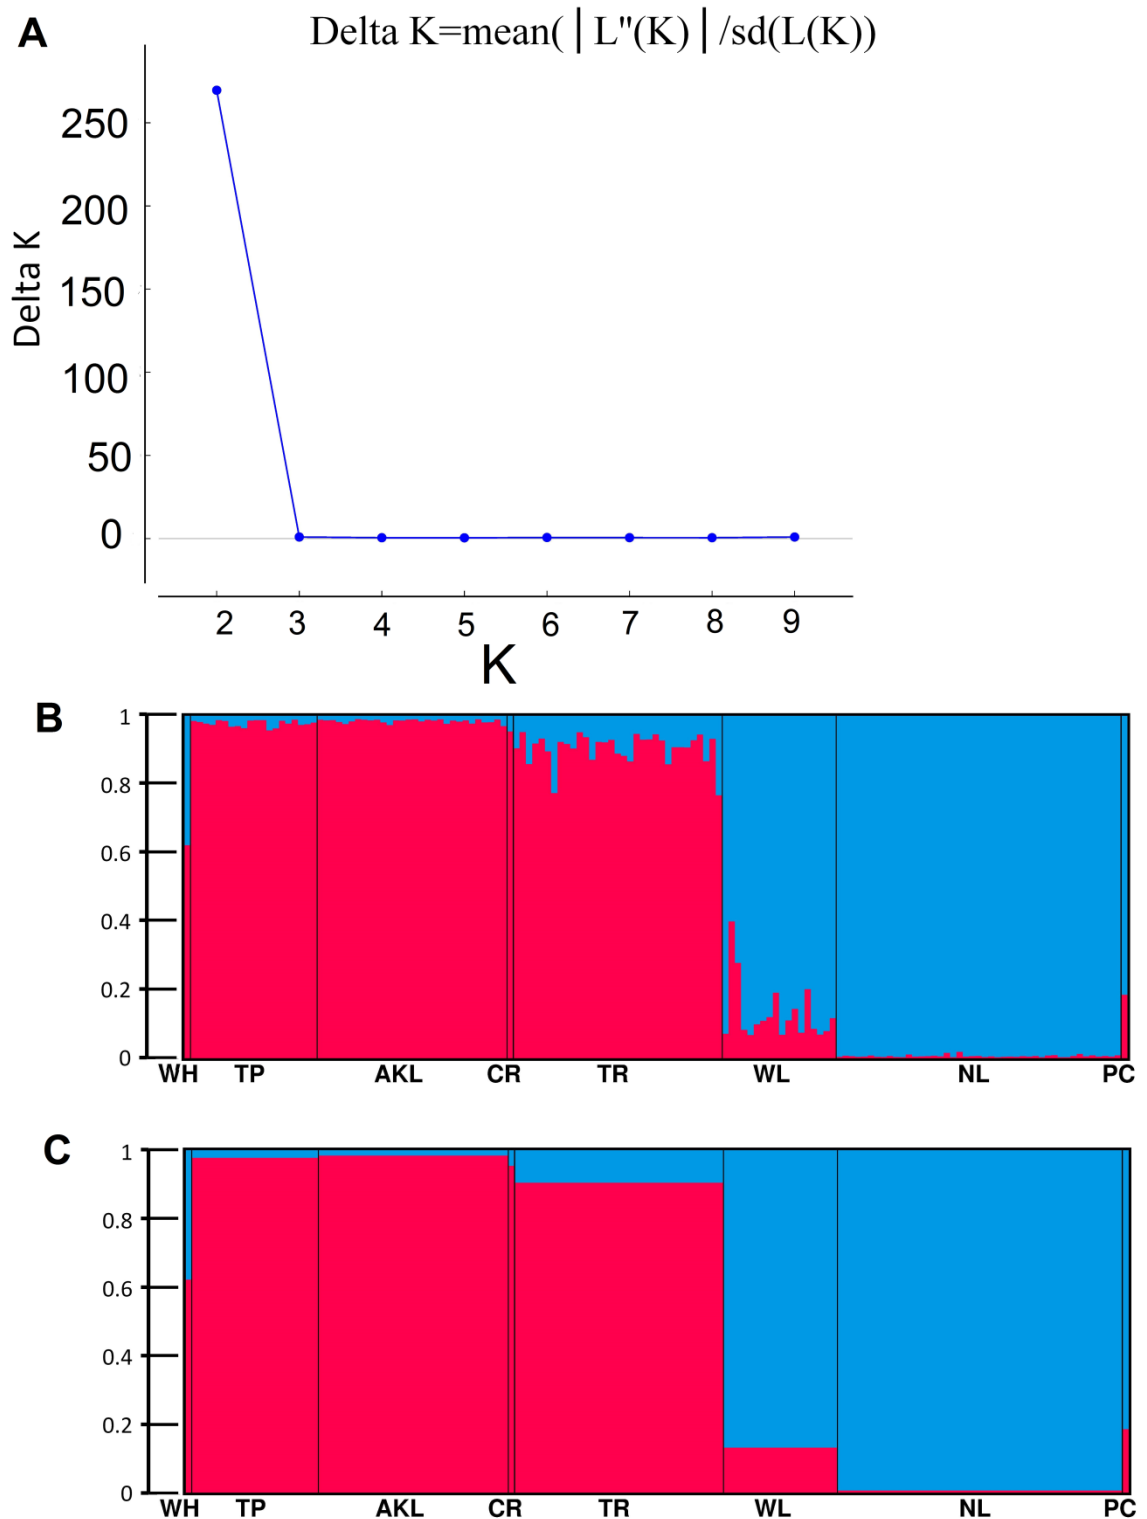 A
Delta K=mean(|L"(K)|/sd(L(K))
250
200
150
100
50
0
Delta K
2 3 4 5 6 7 8 9
K
B
1
0.8
0.6
0.4
0.2
0
WH TP AKL CR TR WL NL PC
C
1
0.8
0.6
0.4
0.2
0
WH TP AKL CR TR WL NL PC